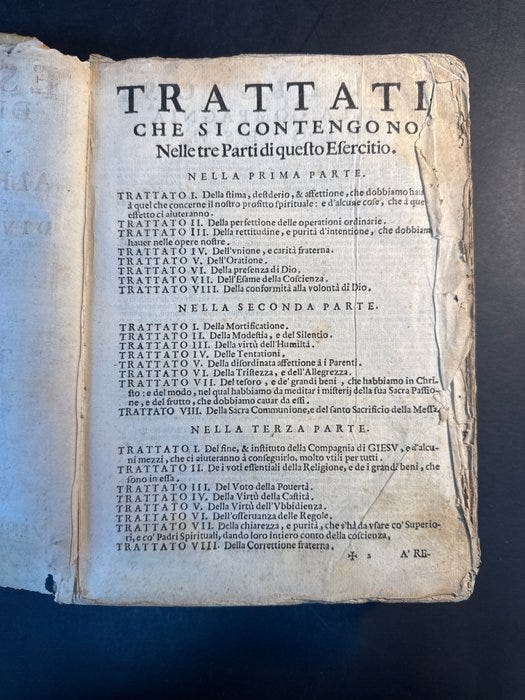 TRATTATI
CHE SI CONTENGONO
Nelle tre Parti di queſto Eſercitio.
NELLA PRIMA PARTE.
TRATTATO I. Della ſtima, deſiderio, & affettione, che dobbiamo hau
à quel che concerne il noſtro profitto ſpirituale: e d'alcune coſe, che à que
effetto ci aiuteranno.
TRATTATO II. Della perfettione delle operationi ordinarie.
TRATTATO III. Della rettitudine, e purità d'intentione, che dobbiam
hauer nelle opere noſtre.
TRATTATO IV. Dell'vnione, e carità fraterna.
TRATTATO V. Dell'Oratione.
TRATTATO VI. Della preſenza di Dio.
TRATTATO VII. Dell'Eſame della Coſcienza.
TRATTATO VIII. Della conformità alla volontà di Dio.
NELLA SECONDA PARTE.
TRATTATO I. Della Mortificatione.
TRATTATO II. Della Modeſtia, e del Silentio.
TRATTATO III. Della virtù dell'Humiltà.
TRATTATO IV. Delle Tentationi.
TRATTATO V. Della diſordinata affettione à i Parenti.
TRATTATO VI. Della Triſtezza, e dell'Allegrezza.
TRATTATO VII. Del teſoro, e de' grandi beni, che habbiamo in Chri-
ſto: e del modo, nel qual habbiamo da meditar i miſterij della ſua Sacra Paſſio-
ne, e del frutto, che dobbiamo cauar da eſſi.
TRATTATO VIII. Della Sacra Communione, e del ſanto Sacrificio della Meſſa.
NELLA TERZA PARTE.
TRATTATO I. Del fine, & inſtituto della Compagnia di GIESV, e d'alcu-
ni mezzi, che ci aiuteranno à conſeguirlo, molto vtili per tutti.
TRATTATO II. De i voti eſſentiali della Religione, e de i grandi beni, che
ſono in eſſa.
TRATTATO III. Del Voto della Pouertà.
TRATTATO IV. Della Virtù della Caſtità.
TRATTATO V. Della Virtù dell'Vbbidienza.
TRATTATO VI. Dell'oſſeruanza delle Regole.
TRATTATO VII. Della chiarezza, e purità, che s'hà da vſare co' Superio-
ri, e co' Padri Spirituali, dando loro intiero conto della coſcienza.
TRATTATO VIII. Della Correttione fraterna.
✠ 2 A' RE-